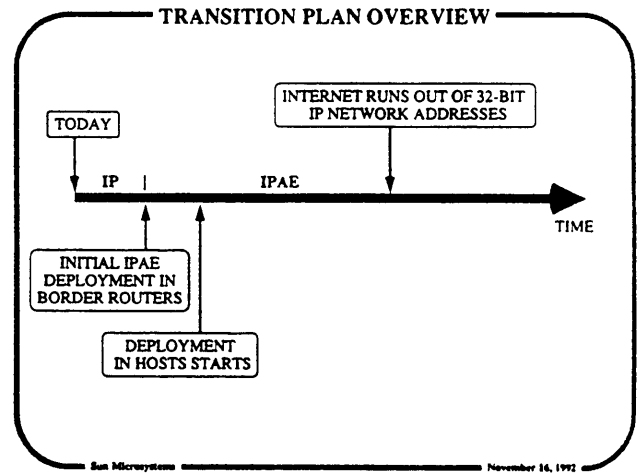 TRANSITION PLAN OVERVIEW
INTERNET RUNS OUT OF 32-BIT
IP NETWORK ADDRESSES
TODAY
IP
IPAE
TIME
INITIAL IPAE
DEPLOYMENT IN
BORDER ROUTERS
DEPLOYMENT
IN HOSTS STARTS
Sun Microsystems
November 16, 1992